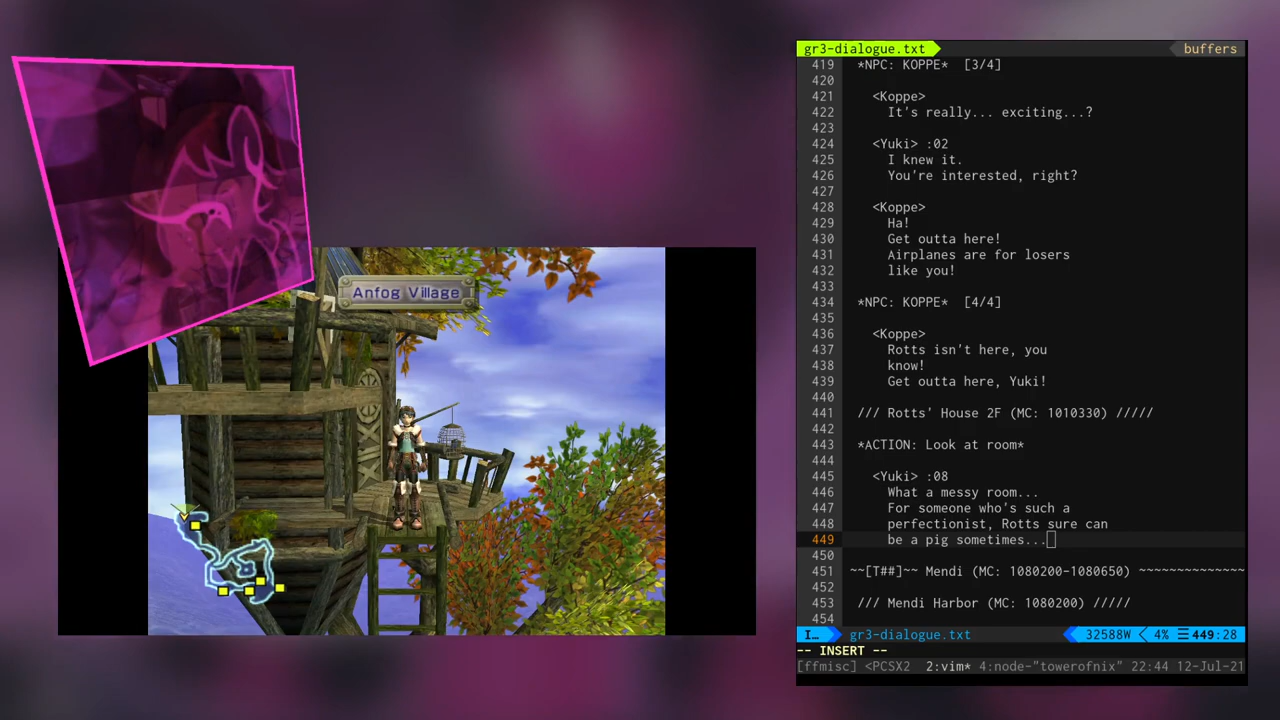 Anfog Village
gr3-dialogue.txt
buffers
419 *NPC: KOPPE* [3/4]
420
421 <Koppe>
422 It's really... exciting...?
423
424 <Yuki> :02
425 I knew it.
426 You're interested, right?
427
428 <Koppe>
429 Ha!
430 Get outta here!
431 Airplanes are for losers
432 like you!
433
434 *NPC: KOPPE* [4/4]
435
436 <Koppe>
437 Rotts isn't here, you
438 know!
439 Get outta here, Yuki!
440
441 /// Rotts' House 2F (MC: 1010330) /////
442
443 *ACTION: Look at room*
444
445 <Yuki> :08
446 What a messy room...
447 For someone who's such a
448 perfectionist, Rotts sure can
449 be a pig sometimes...
450
451 ~~[T##]~~ Mendi (MC: 1080200-1080650) ~~~~~~~~~~~~~~
452
453 /// Mendi Harbor (MC: 1080200) /////
454
I… gr3-dialogue.txt 32588W 4% ☰ 449:28
-- INSERT --
[ffmisc] <PCSX2 2:vim* 4:node-"towerofnix" 22:44 12-Jul-21